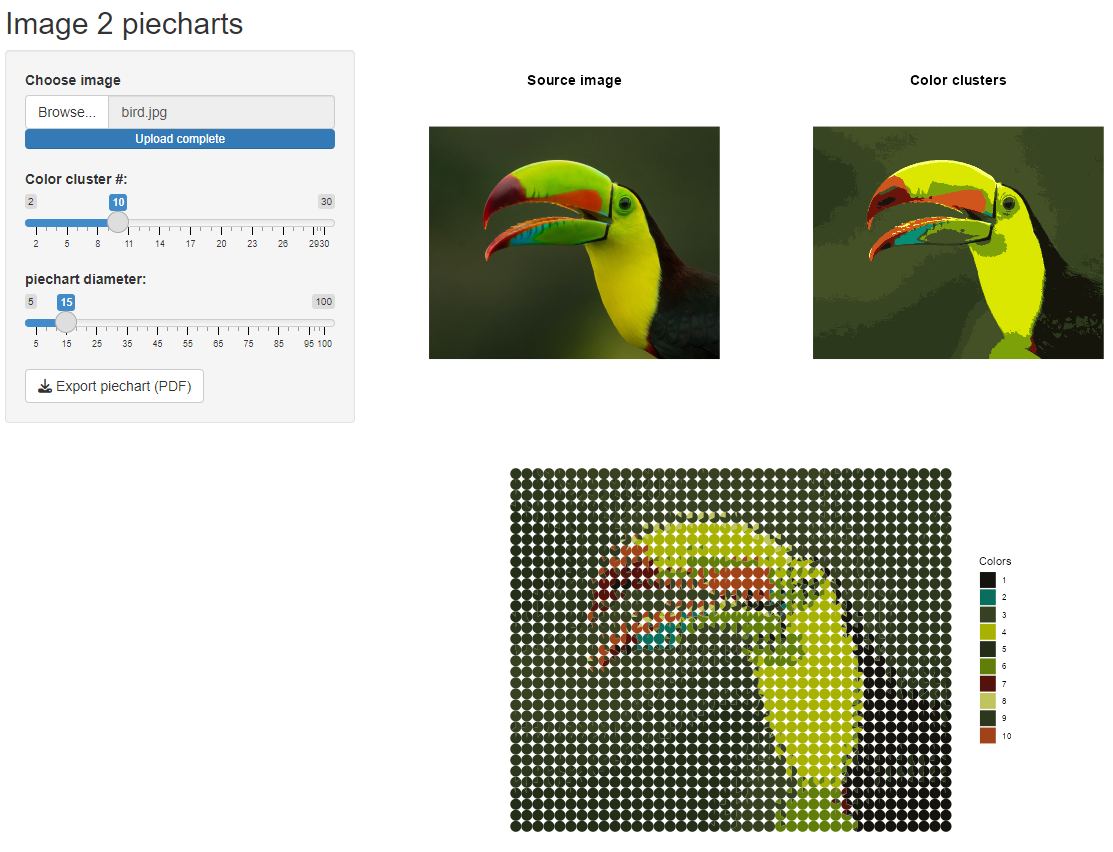 Image 2 piecharts
Choose image
Browse... bird.jpg
Upload complete
Color cluster #:
2 10 30
2 5 8 11 14 17 20 23 26 2930
piechart diameter:
5 15 100
5 15 25 35 45 55 65 75 85 95 100
Export piechart (PDF)
Source image
Color clusters
Colors
1
2
3
4
5
6
7
8
9
10